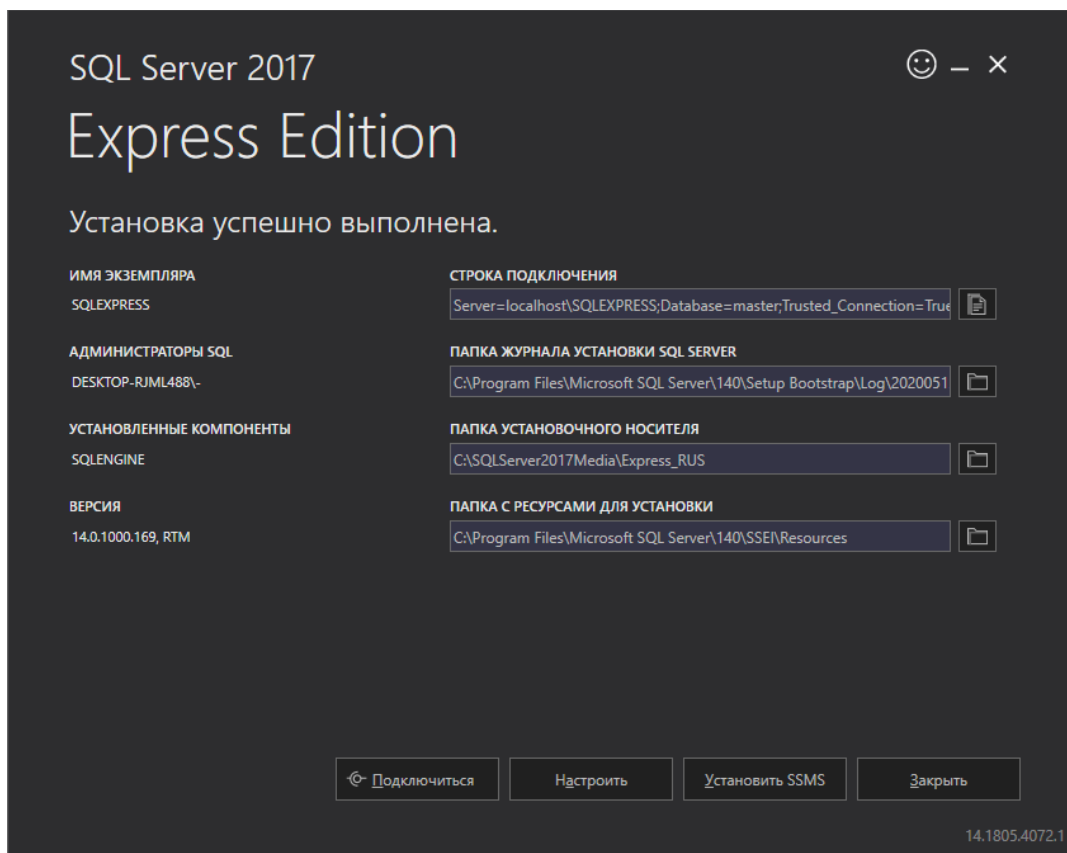 SQL Server 2017
Express Edition
Установка успешно выполнена.
ИМЯ ЭКЗЕМПЛЯРА
SQLEXPRESS
СТРОКА ПОДКЛЮЧЕНИЯ
Server=localhost\SQLEXPRESS;Database=master;Trusted_Connection=True
АДМИНИСТРАТОРЫ SQL
DESKTOP-RJML488\-
ПАПКА ЖУРНАЛА УСТАНОВКИ SQL SERVER
C:\Program Files\Microsoft SQL Server\140\Setup Bootstrap\Log\2020051
УСТАНОВЛЕННЫЕ КОМПОНЕНТЫ
SQLENGINE
ПАПКА УСТАНОВОЧНОГО НОСИТЕЛЯ
C:\SQLServer2017Media\Express_RUS
ВЕРСИЯ
14.0.1000.169, RTM
ПАПКА С РЕСУРСАМИ ДЛЯ УСТАНОВКИ
C:\Program Files\Microsoft SQL Server\140\SSEI\Resources
Подключиться
Настроить
Установить SSMS
Закрыть
14.1805.4072.1